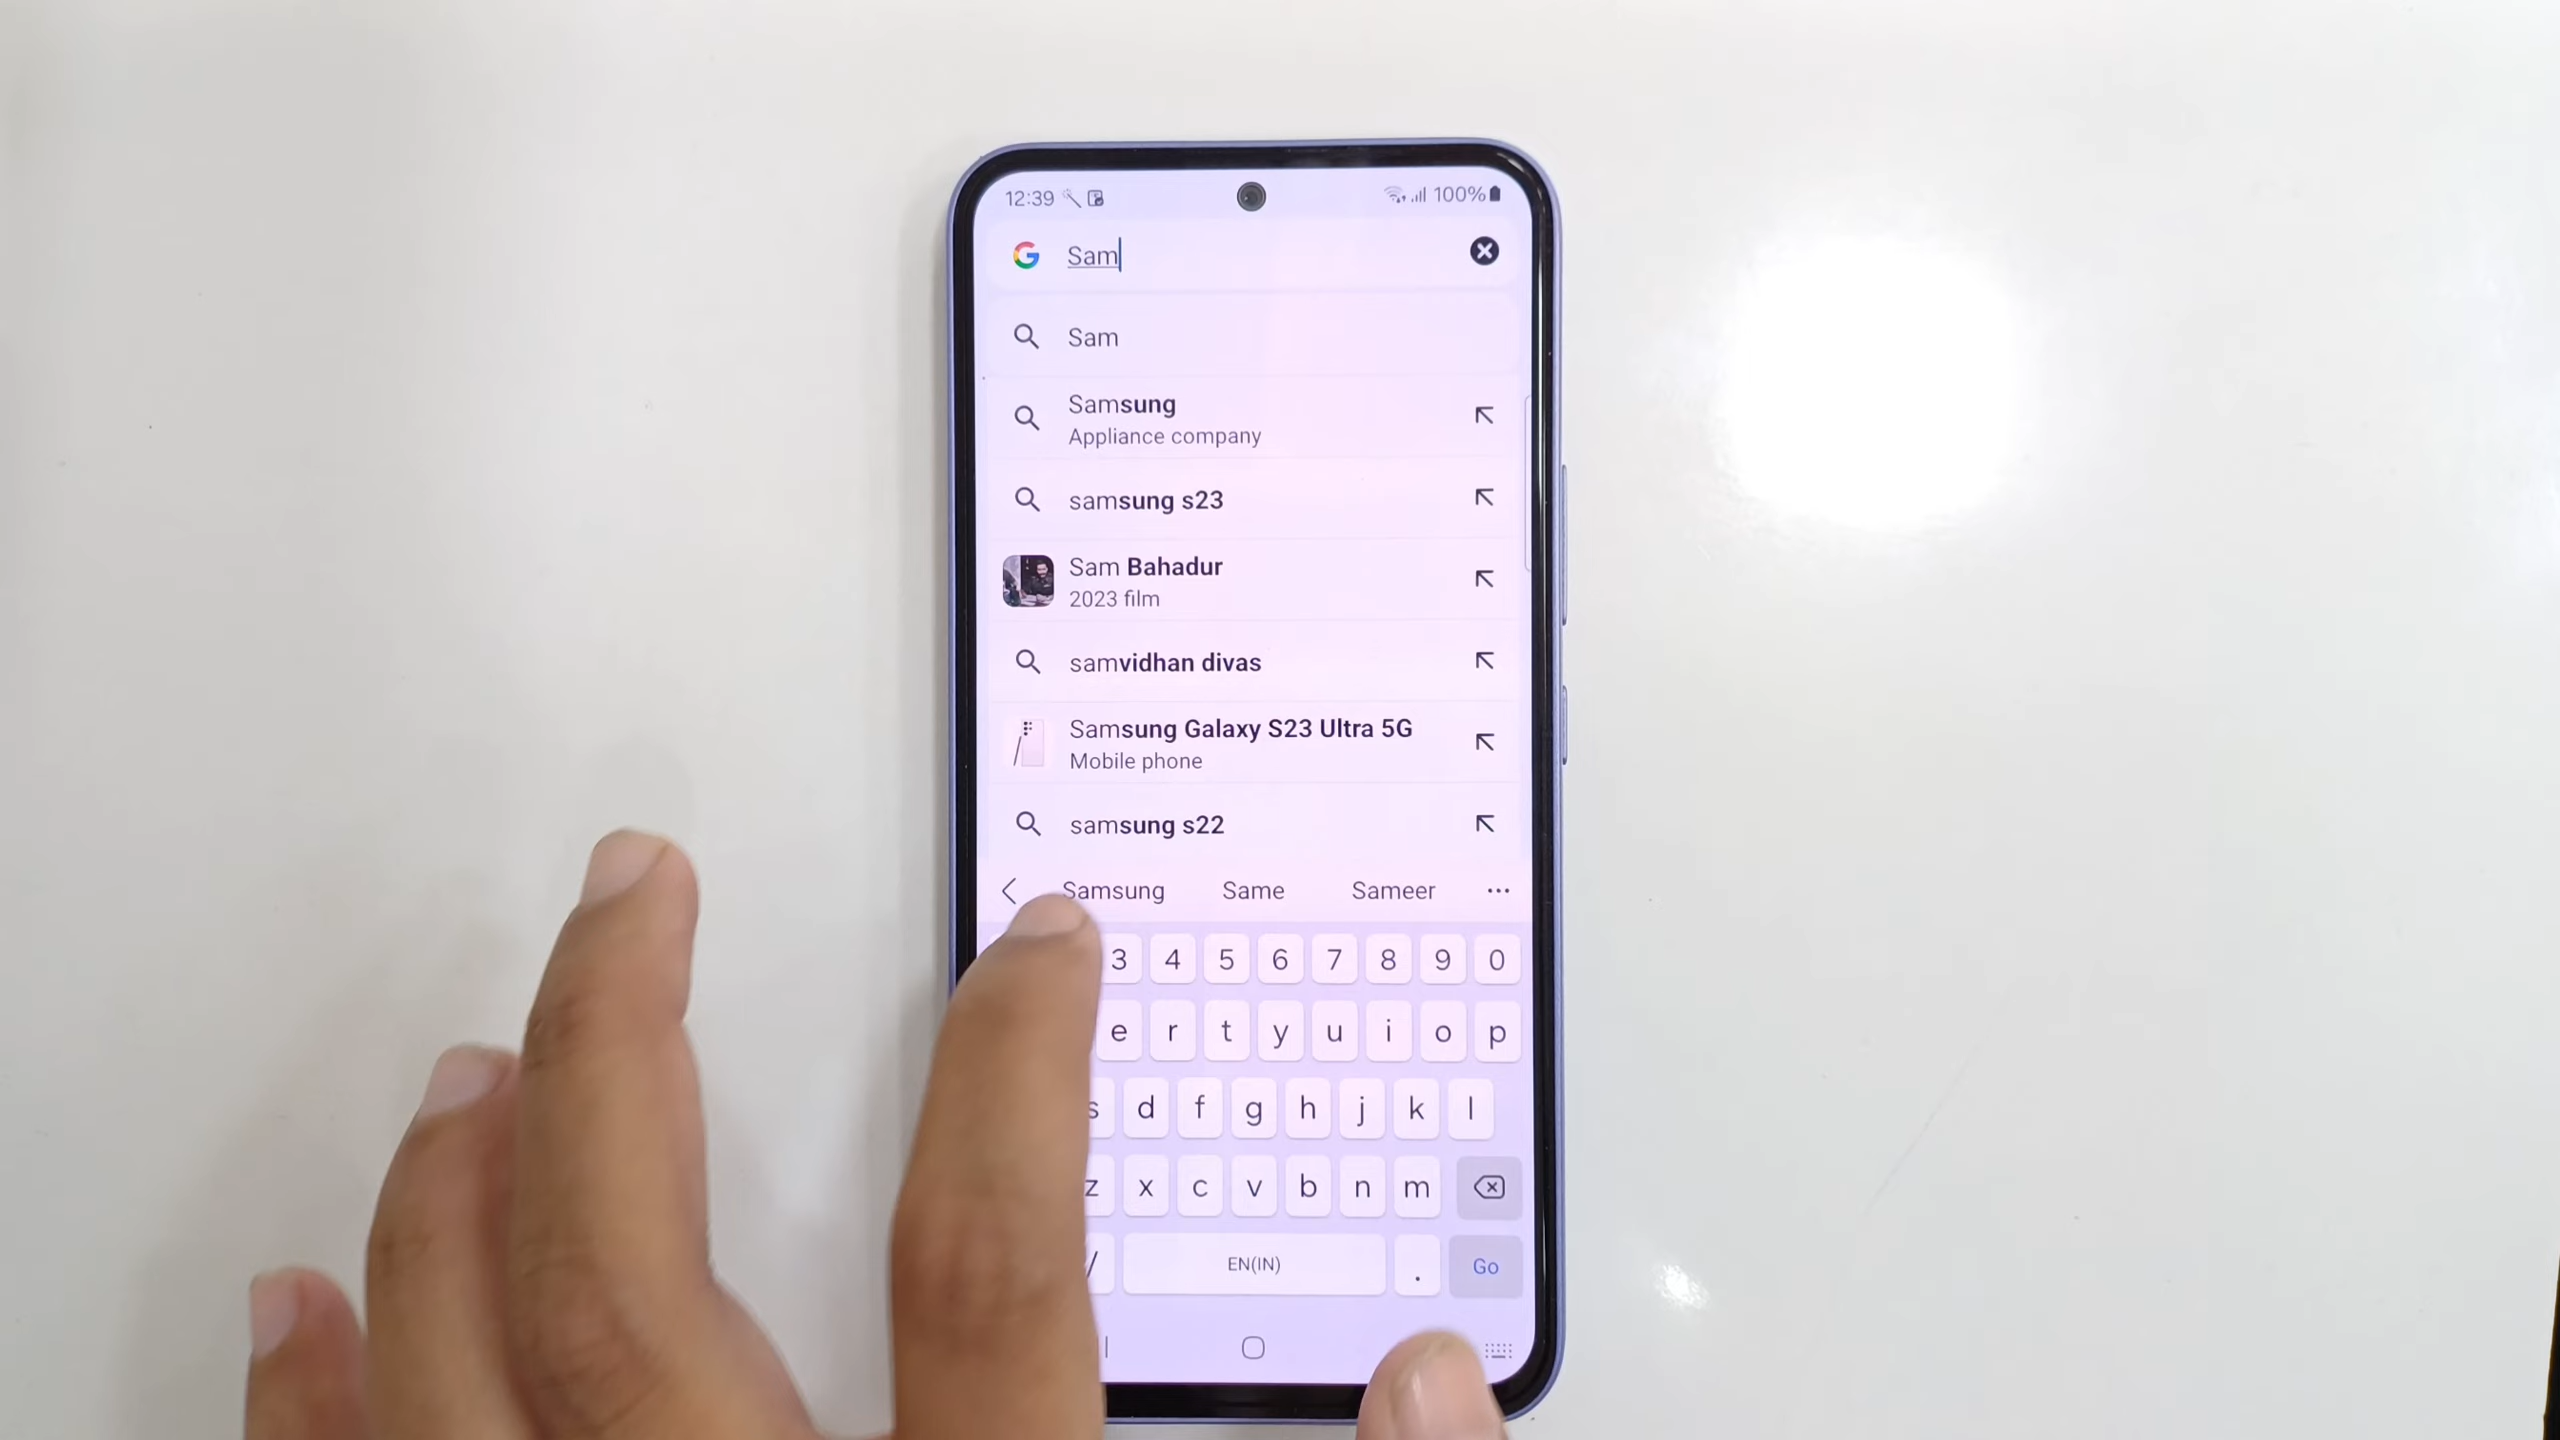 12:39 100%
Sam
Sam
Samsung
Appliance company
samsung s23
Sam Bahadur
2023 film
samvidhan divas
Samsung Galaxy S23 Ultra 5G
Mobile phone
samsung s22
Samsung Same Sameer
3 4 5 6 7 8 9 0
e r t y u i o p
s d f g h j k l
z x c v b n m
/ EN(IN) . Go